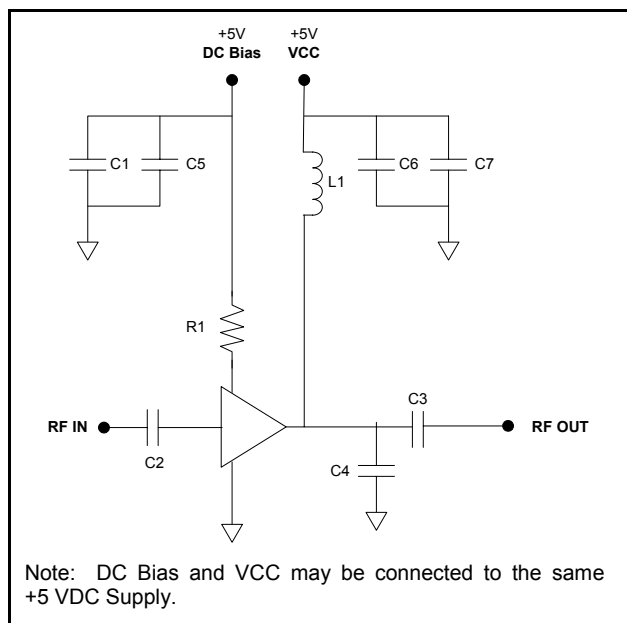 +5V
DC Bias
+5V
VCC
C1
C5
L1
C6
C7
R1
RF IN
C2
C3
RF OUT
C4
Note: DC Bias and VCC may be connected to the same
+5 VDC Supply.